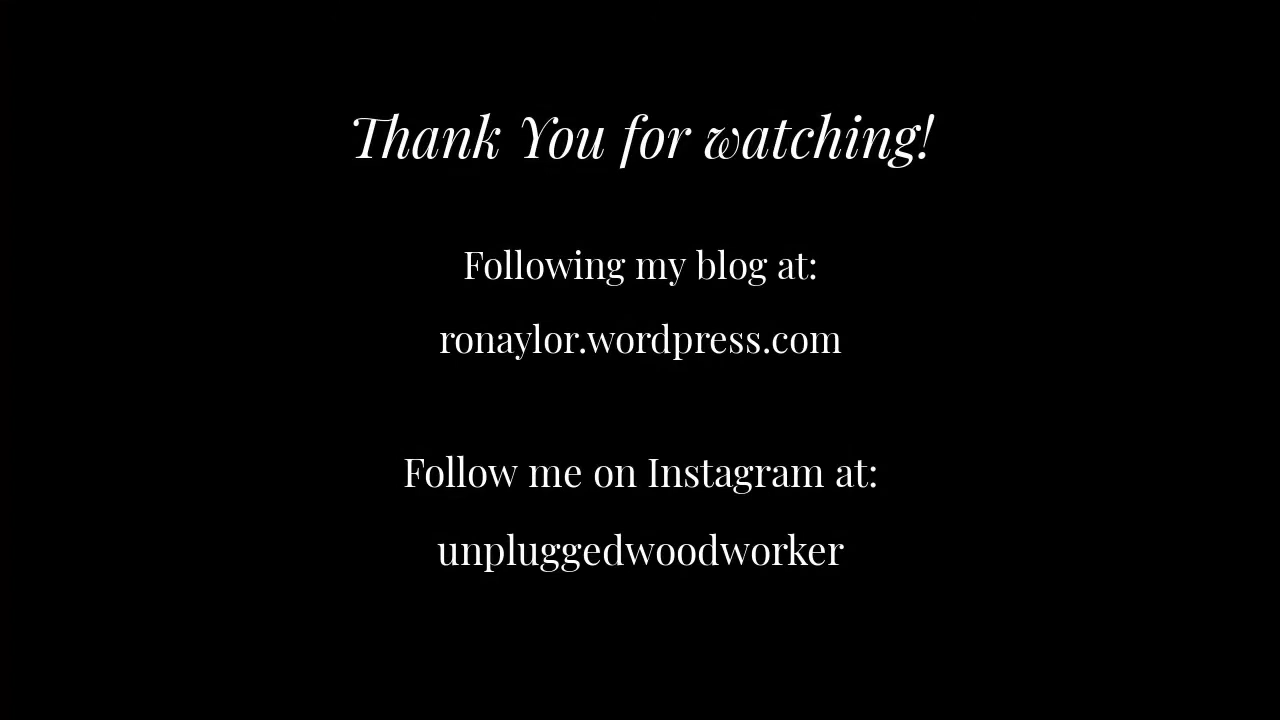 Thank You for watching!
Following my blog at:
ronaylor.wordpress.com
Follow me on Instagram at:
unpluggedwoodworker